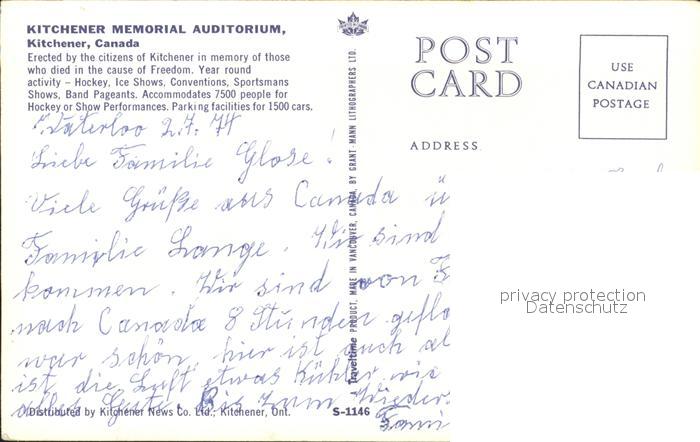 KITCHENER MEMORIAL AUDITORIUM,
Kitchener, Canada
Erected by the citizens of Kitchener in memory of those
who died in the cause of Freedom. Year round
activity - Hockey, Ice Shows, Conventions, Sportsmans
Shows, Band Pageants. Accommodates 7500 people for
Hockey or Show Performances. Parking facilities for 1500 cars.
Waterloo 2.7.74
Liebe Familie Glose!
Viele Grüße aus Canada ü
Familie Lange. Wir sind
kommen. Wir sind von F
nach Canada 8 Stunden geflo
war schön, hier ist auch al
ist die Luft etwas kühler wie
alles Gute. Bis zum Wieders
Fami
Distributed by Kitchener News Co. Ltd., Kitchener, Ont.
S-1146
A Traveltime PRODUCT, MADE IN VANCOUVER, CANADA, BY GRANT-MANN LITHOGRAPHERS LTD.
POST
CARD
ADDRESS
USE
CANADIAN
POSTAGE
privacy protection
Datenschutz